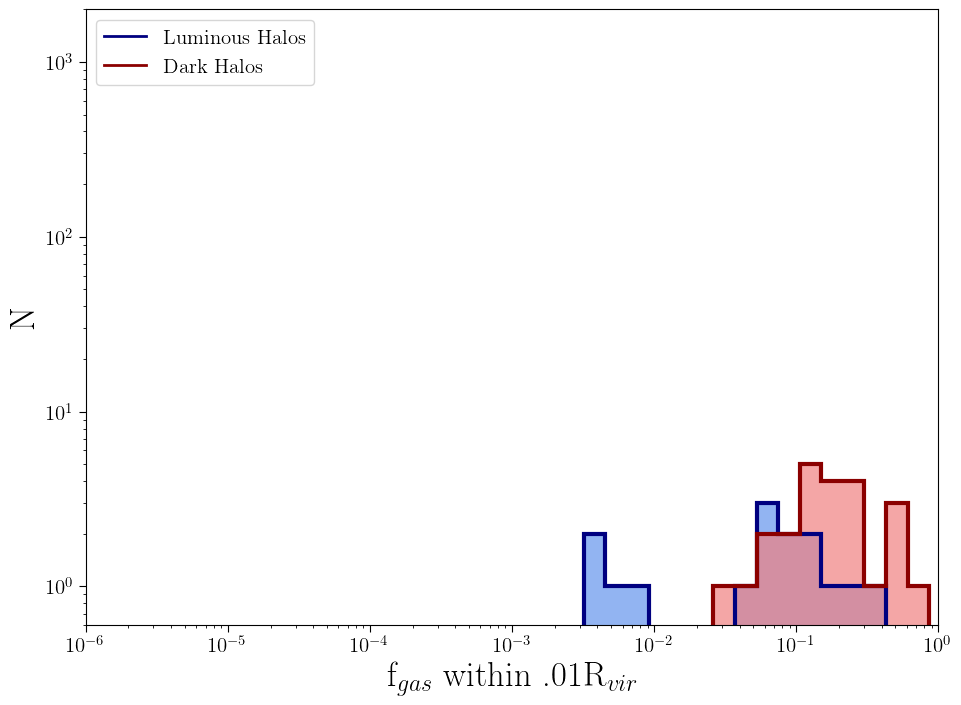 Luminous Halos
Dark Halos
N
10³
10²
10¹
10⁰
10⁻⁶ 10⁻⁵ 10⁻⁴ 10⁻³ 10⁻² 10⁻¹ 10⁰
f_gas within .01R_vir